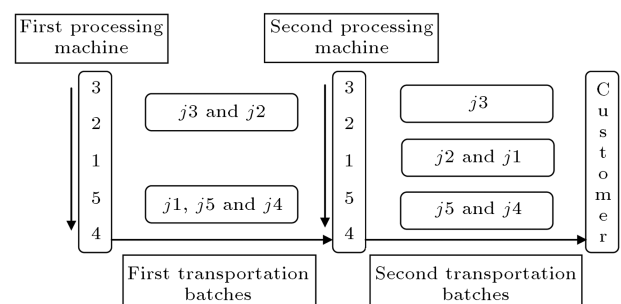 First processing
machine
Second processing
machine
3
2
1
5
4
j3 and j2
j1, j5 and j4
3
2
1
5
4
j3
j2 and j1
j5 and j4
C
u
s
t
o
m
e
r
First transportation
batches
Second transportation
batches